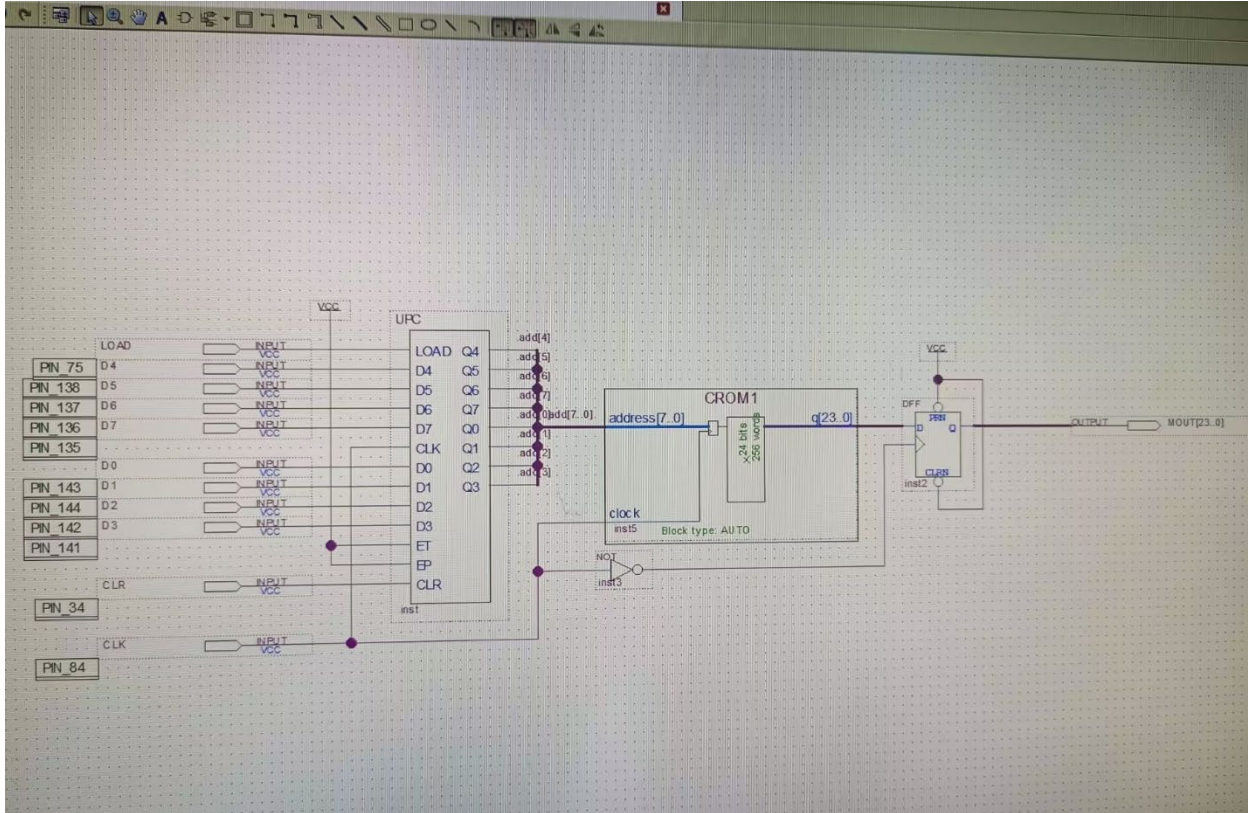 A
VCC
UPC
LOAD
INPUT
VCC
LOAD Q4
add[4]
PIN_75
D4
INPUT
VCC
D4 Q5
add[5]
PIN_138
D5
INPUT
VCC
D5 Q6
add[6]
PIN_137
D6
INPUT
VCC
D6 Q7
add[7]
PIN_136
D7
INPUT
VCC
D7 Q0
add[0]
add[7..0]
PIN_135
CLK Q1
add[1]
D0
INPUT
VCC
D0 Q2
add[2]
PIN_143
D1
INPUT
VCC
D1 Q3
add[3]
PIN_144
D2
INPUT
VCC
D2
PIN_142
D3
INPUT
VCC
D3
PIN_141
ET
EP
CLR
INPUT
VCC
CLR
PIN_34
inst
CLK
INPUT
VCC
PIN_84
CROM1
address[7..0]
q[23..0]
24 bits
×
256 words
clock
inst5
Block type: AUTO
NOT
inst3
VCC
DFF
PRN
D Q
CLRN
inst2
OUTPUT
MOUT[23..0]